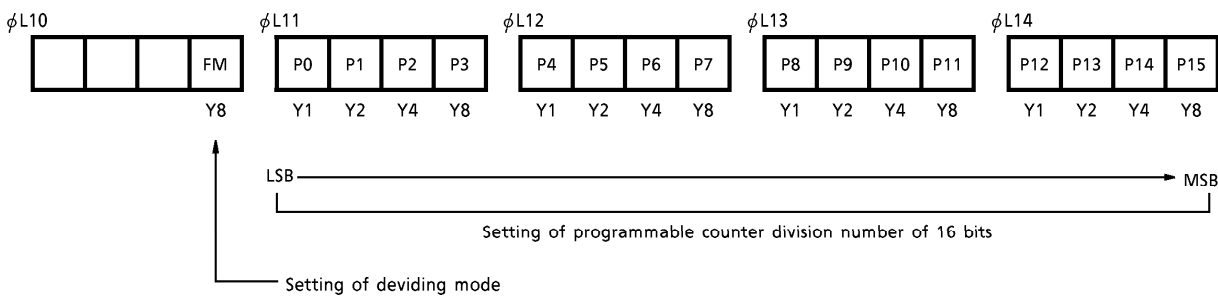 ϕL10 ϕL11 ϕL12 ϕL13 ϕL14
FM P0 P1 P2 P3 P4 P5 P6 P7 P8 P9 P10 P11 P12 P13 P14 P15
Y8 Y1 Y2 Y4 Y8 Y1 Y2 Y4 Y8 Y1 Y2 Y4 Y8 Y1 Y2 Y4 Y8
LSB MSB
Setting of programmable counter division number of 16 bits
Setting of deviding mode